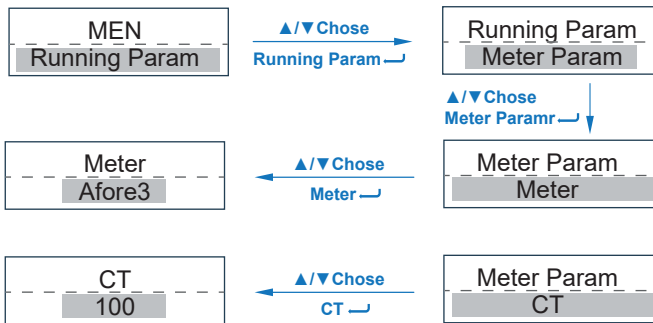 MEN
Running Param
▲/▼Chose
Running Param↵
Running Param
Meter Param
▲/▼Chose
Meter Paramr↵
Meter
Afore3
▲/▼Chose
Meter↵
Meter Param
Meter
CT
100
▲/▼Chose
CT↵
Meter Param
CT